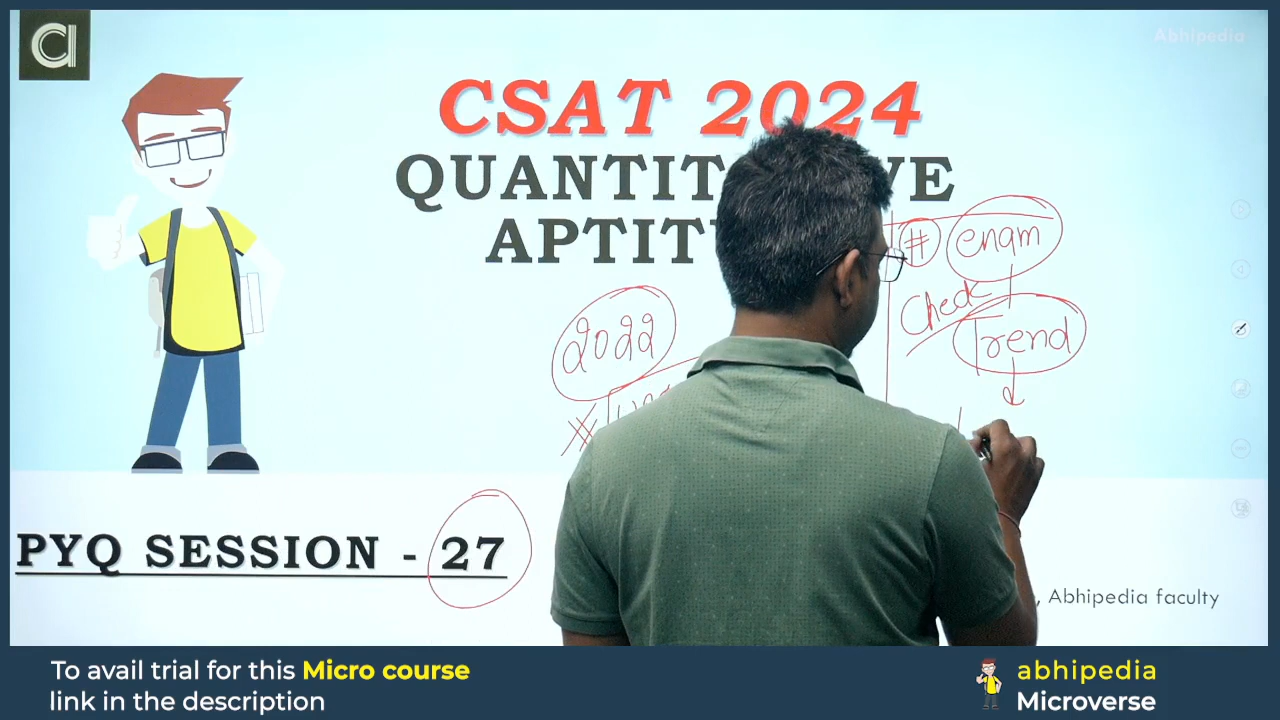 Abhipedia
CSAT 2024
QUANTIT VE
APTIT
# enam
Check
Trend
2022
PYQ SESSION - 27
, Abhipedia faculty
To avail trial for this Micro course
link in the description
abhipedia
Microverse